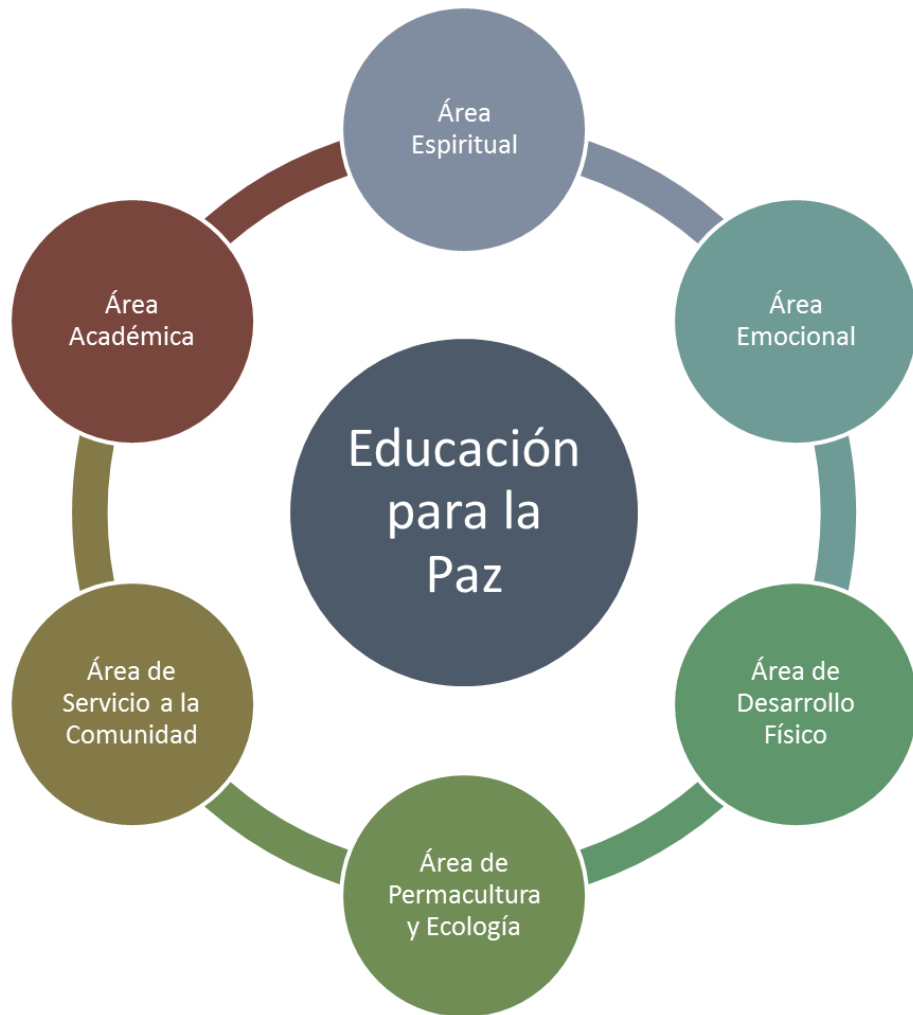 Área
Espiritual
Área
Emocional
Área de
Desarrollo
Físico
Área de
Permacultura
y Ecología
Área de
Servicio a la
Comunidad
Área
Académica
Educación
para la
Paz